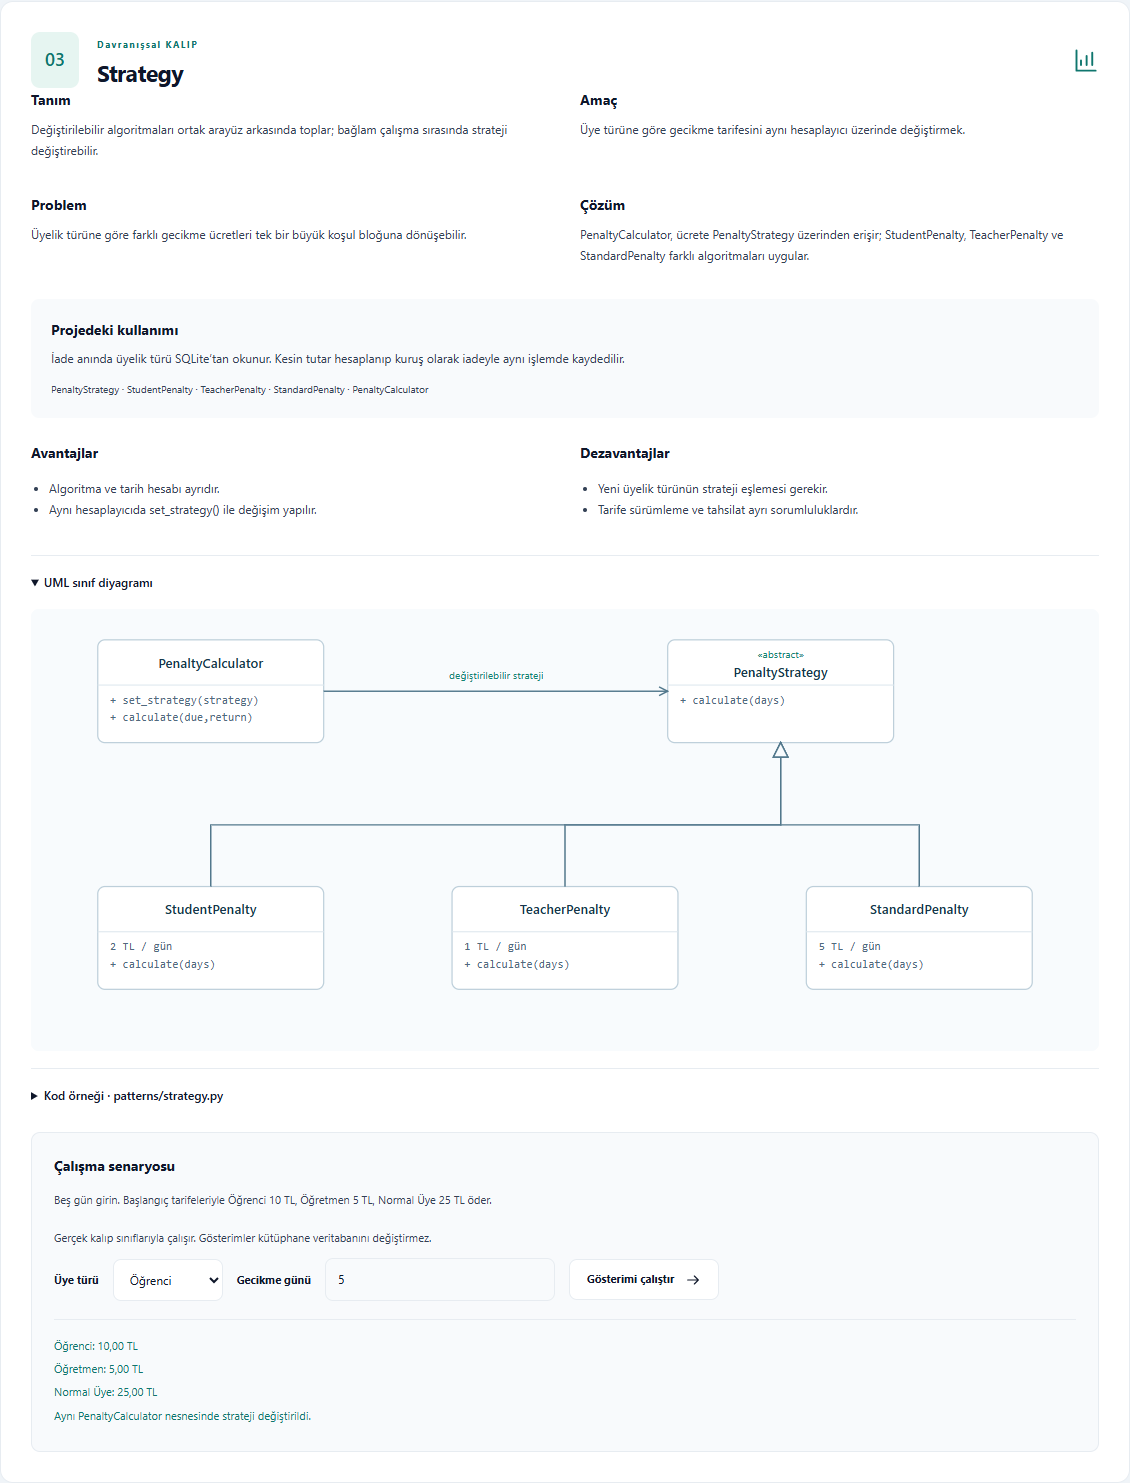 03
Davranışsal KALIP
Strategy
Tanım
Değiştirilebilir algoritmaları ortak arayüz arkasında toplar; bağlam çalışma sırasında strateji
değiştirebilir.
Amaç
Üye türüne göre gecikme tarifesini aynı hesaplayıcı üzerinde değiştirmek.
Problem
Üyelik türüne göre farklı gecikme ücretleri tek bir büyük koşul bloğuna dönüşebilir.
Çözüm
PenaltyCalculator, ücrete PenaltyStrategy üzerinden erişir; StudentPenalty, TeacherPenalty ve
StandardPenalty farklı algoritmaları uygular.
Projedeki kullanımı
İade anında üyelik türü SQLite'tan okunur. Kesin tutar hesaplanıp kuruş olarak iadeyle aynı işlemde kaydedilir.
PenaltyStrategy · StudentPenalty · TeacherPenalty · StandardPenalty · PenaltyCalculator
Avantajlar
• Algoritma ve tarih hesabı ayrıdır.
• Aynı hesaplayıcıda set_strategy() ile değişim yapılır.
Dezavantajlar
• Yeni üyelik türünün strateji eşlemesi gerekir.
• Tarife sürümleme ve tahsilat ayrı sorumluluklardır.
▼ UML sınıf diyagramı
PenaltyCalculator
+ set_strategy(strategy)
+ calculate(due,return)
değiştirilebilir strateji
«abstract»
PenaltyStrategy
+ calculate(days)
StudentPenalty
2 TL / gün
+ calculate(days)
TeacherPenalty
1 TL / gün
+ calculate(days)
StandardPenalty
5 TL / gün
+ calculate(days)
▶ Kod örneği · patterns/strategy.py
Çalışma senaryosu
Beş gün girin. Başlangıç tarifeleriyle Öğrenci 10 TL, Öğretmen 5 TL, Normal Üye 25 TL öder.
Gerçek kalıp sınıflarıyla çalışır. Gösterimler kütüphane veritabanını değiştirmez.
Üye türü Öğrenci Gecikme günü 5 Gösterimi çalıştır →
Öğrenci: 10,00 TL
Öğretmen: 5,00 TL
Normal Üye: 25,00 TL
Aynı PenaltyCalculator nesnesinde strateji değiştirildi.